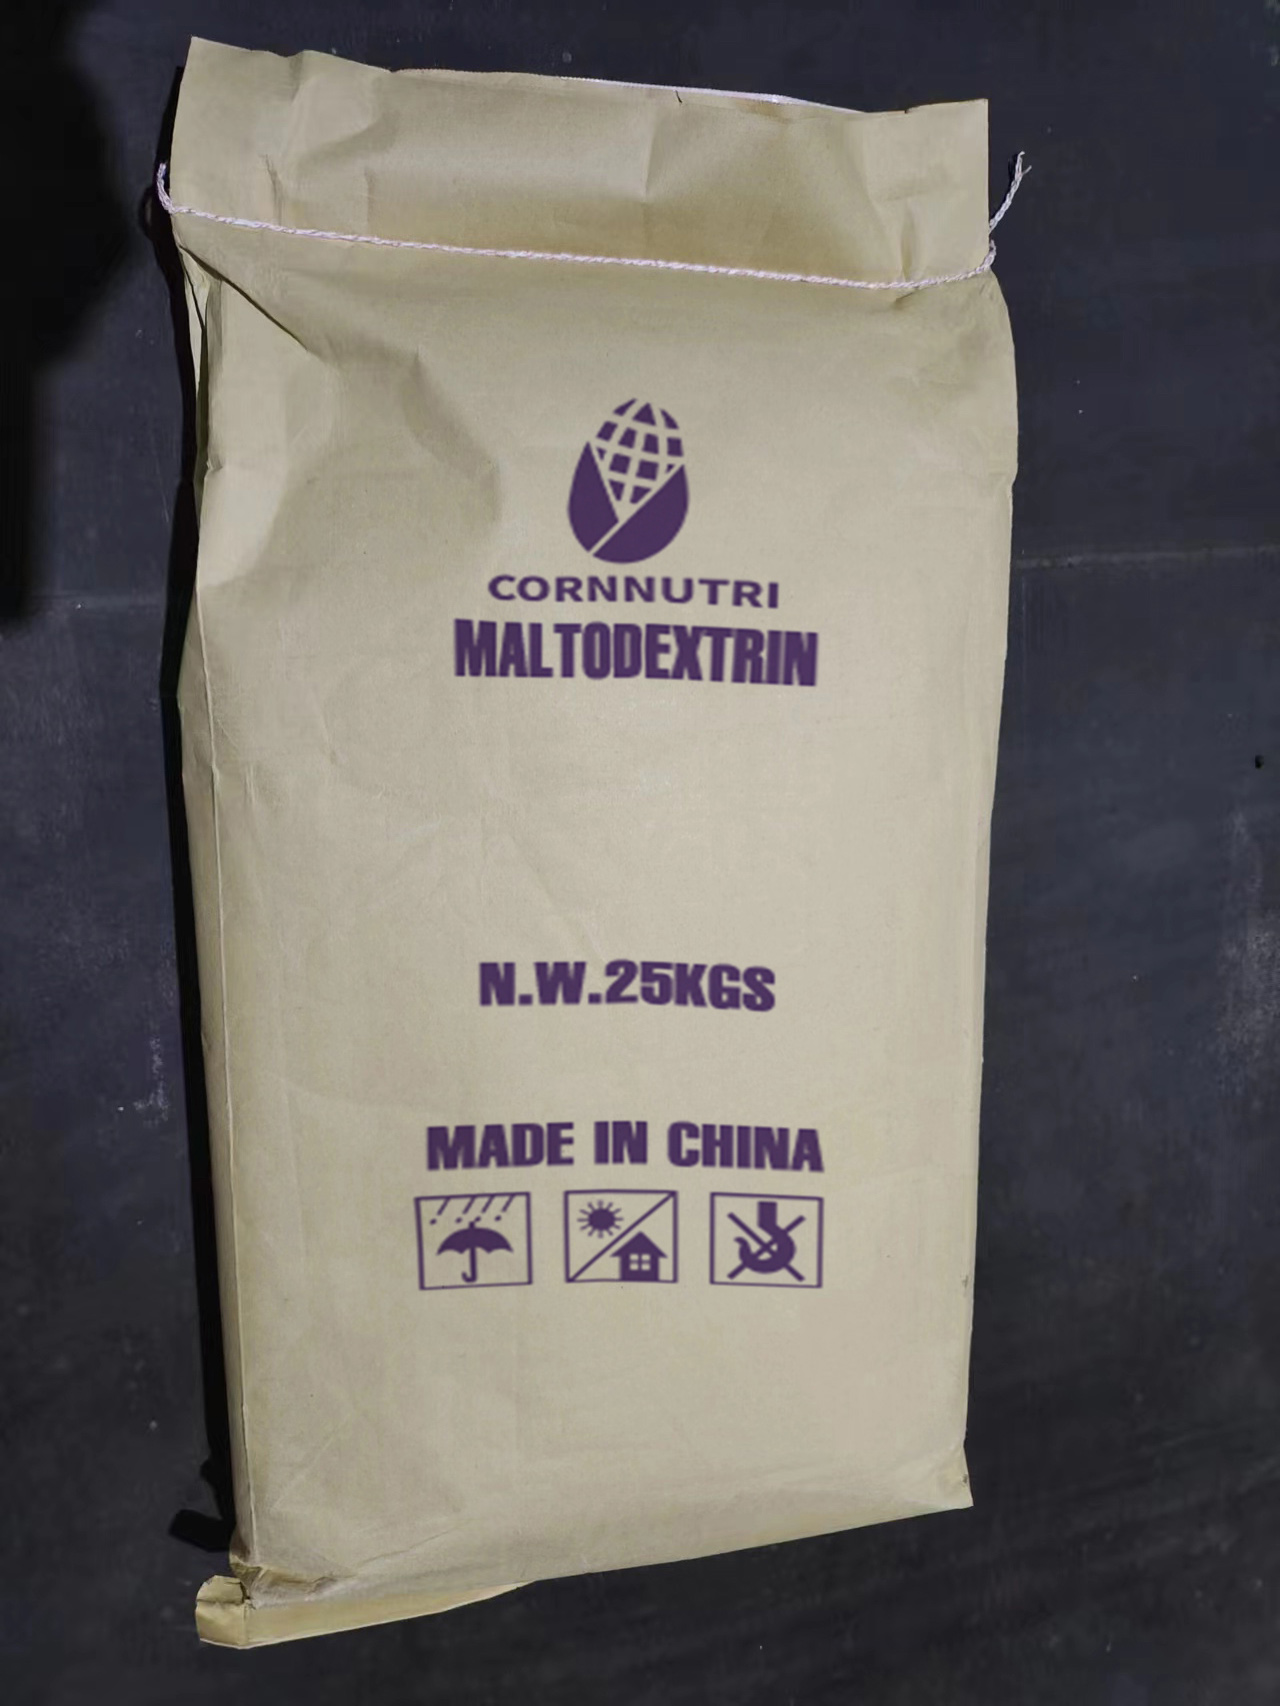 CORNNUTRI
MALTODEXTRIN
N.W.25KGS
MADE IN CHINA